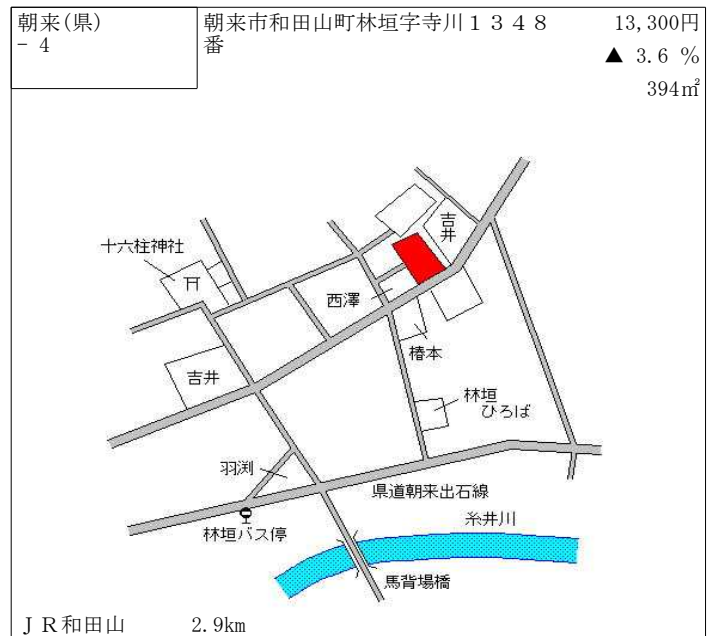 朝来(県)
- 4
朝来市和田山町林垣字寺川1348
番
13,300円
▲ 3.6 %
394㎡
十六柱神社
吉井
西澤
椿本
吉井
林垣
ひろば
羽渕
県道朝来出石線
林垣バス停
糸井川
馬背場橋
JR和田山 2.9km